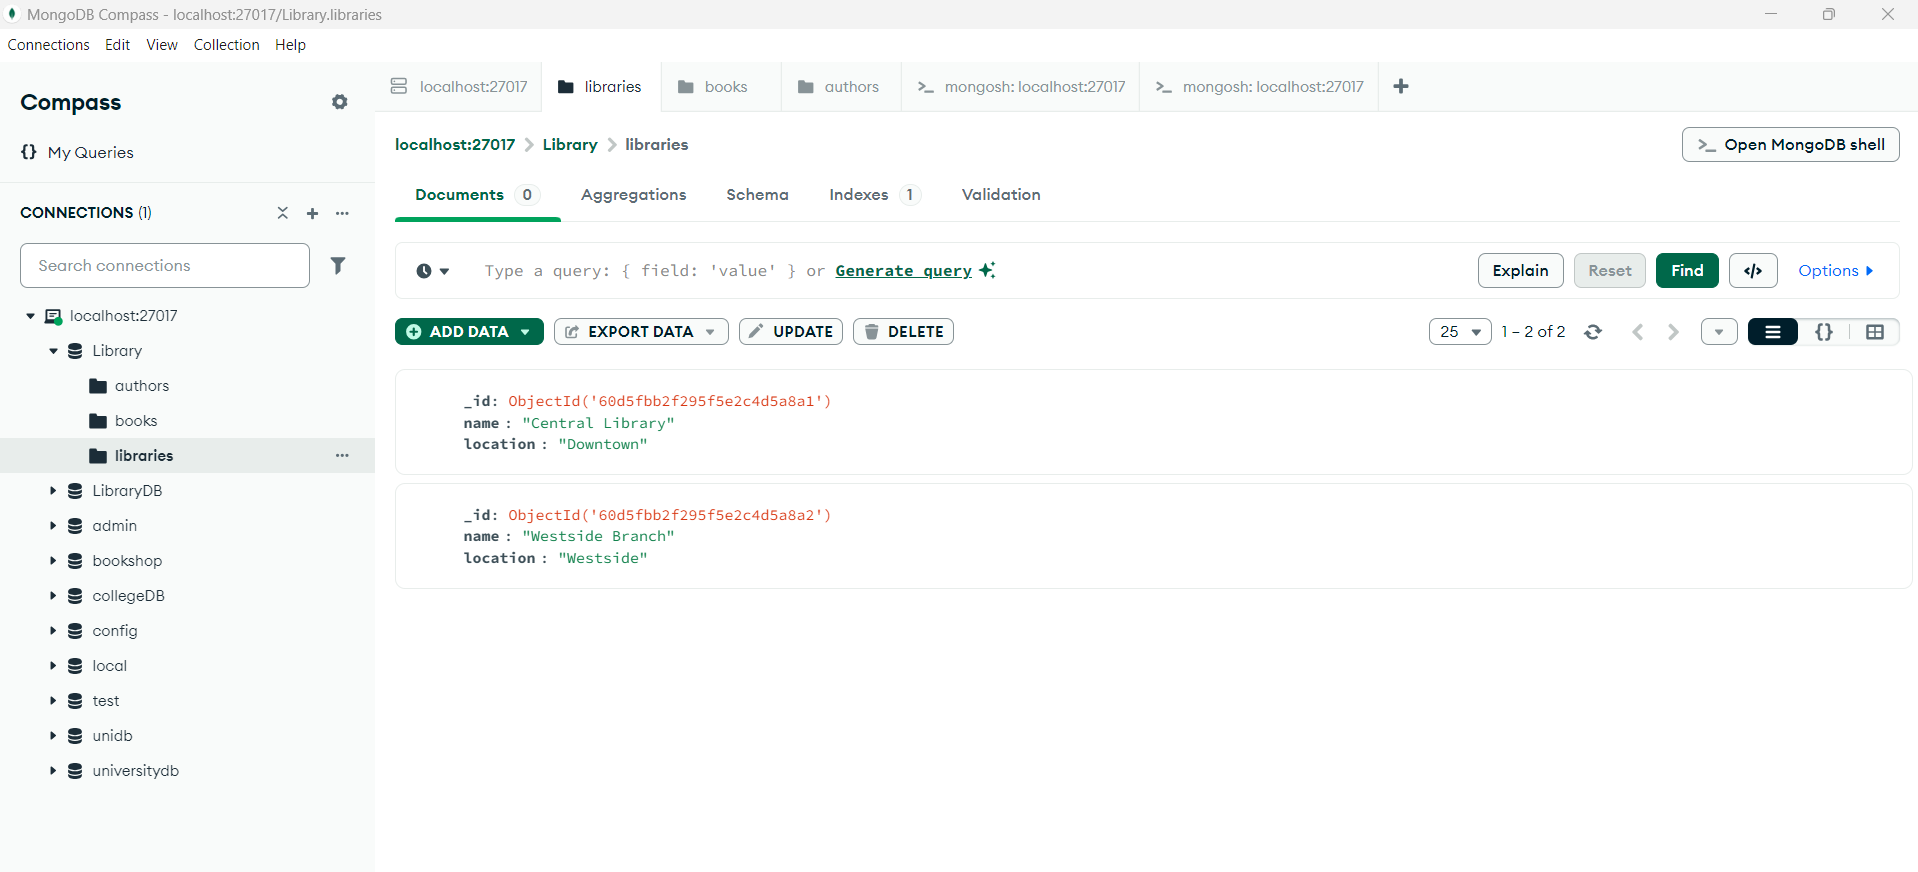 MongoDB Compass - localhost:27017/Library.libraries
Connections Edit View Collection Help
Compass
My Queries
CONNECTIONS (1)
Search connections
localhost:27017
Library
authors
books
libraries
LibraryDB
admin
bookshop
collegeDB
config
local
test
unidb
universitydb
localhost:27017 libraries books authors mongosh: localhost:27017 mongosh: localhost:27017
localhost:27017 > Library > libraries
Open MongoDB shell
Documents 0 Aggregations Schema Indexes 1 Validation
Type a query: { field: 'value' } or Generate query
Explain Reset Find </> Options
ADD DATA EXPORT DATA UPDATE DELETE
25 1 – 2 of 2
_id: ObjectId('60d5fbb2f295f5e2c4d5a8a1')
name : "Central Library"
location : "Downtown"
_id: ObjectId('60d5fbb2f295f5e2c4d5a8a2')
name : "Westside Branch"
location : "Westside"